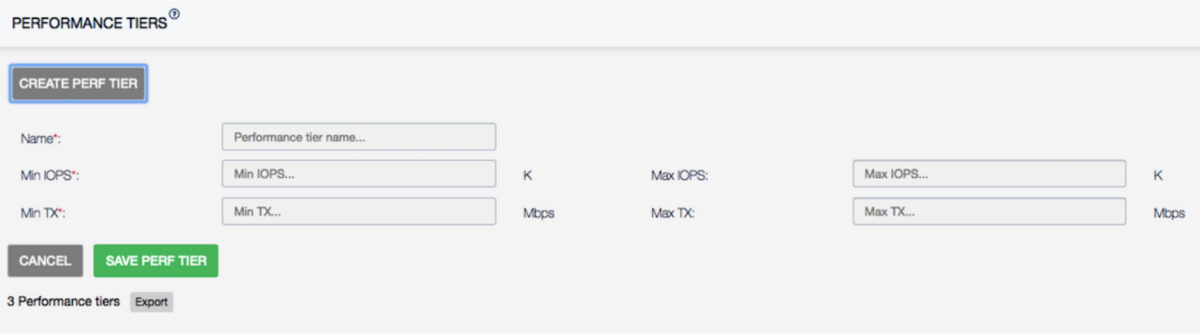 PERFORMANCE TIERS
CREATE PERF TIER
Name*: Performance tier name...
Min IOPS*: Min IOPS... K Max IOPS: Max IOPS... K
Min TX*: Min TX... Mbps Max TX: Max TX... Mbps
CANCEL SAVE PERF TIER
3 Performance tiers Export